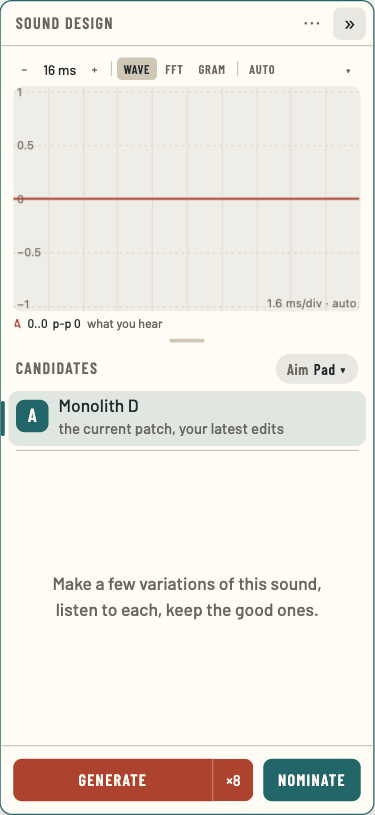 SOUND DESIGN ··· »
− 16 ms + WAVE FFT GRAM AUTO ▾
1
0.5
0
−0.5
−1
1.6 ms/div · auto
A 0..0 p-p 0 what you hear
CANDIDATES Aim Pad ▾
A Monolith D
the current patch, your latest edits
Make a few variations of this sound,
listen to each, keep the good ones.
GENERATE ×8 NOMINATE